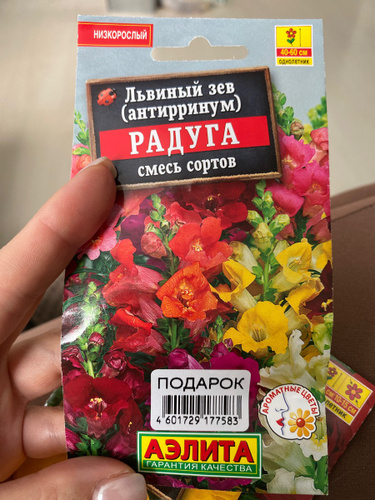 НИЗКОРОСЛЫЙ
40-60 см
ОДНОЛЕТНИК
Львиный зев
(антирринум)
РАДУГА
смесь сортов
ПОДАРОК
4 601729 177583
АРОМАТНЫЕ ЦВЕТЫ
АЭЛИТА
ГАРАНТИЯ КАЧЕСТВА
ОДНОЛЕТНИК